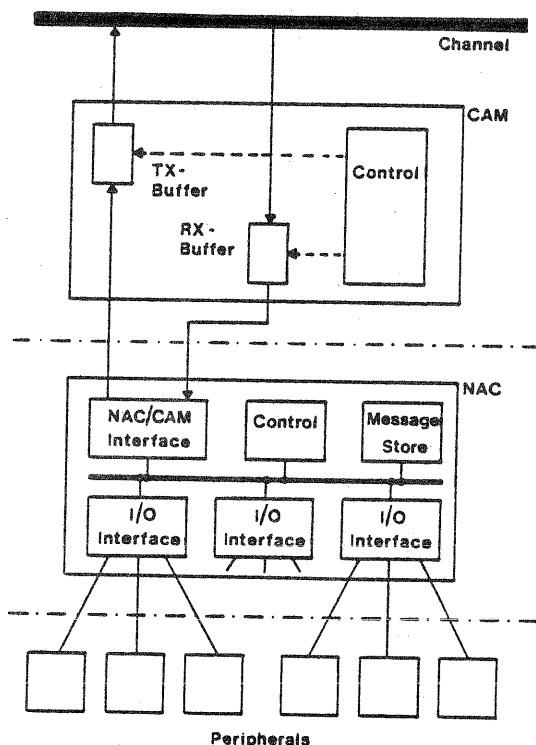 Channel
CAM
TX-
Buffer
Control
RX-
Buffer
NAC
NAC/CAM
Interface
Control
Message
Store
I/O
Interface
I/O
Interface
I/O
Interface
Peripherals